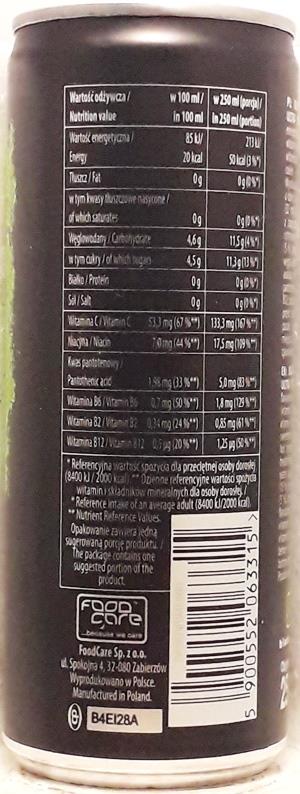 Wartość odżywcza / w 100 ml / w 250 ml (porcja) /
Nutrition value in 100 ml in 250 ml (portion)
Wartość energetyczna / 85 kJ/ 213 kJ/
Energy 20 kcal 50 kcal (3 %*)
Tłuszcz / Fat 0 g 0 g (0 %*)
w tym kwasy tłuszczowe nasycone /
of which saturates 0 g 0 g (0 %*)
Węglowodany / Carbohydrate 4,6 g 11,5 g (4 %*)
w tym cukry / of which sugars 4,5 g 11,3 g (13 %*)
Białko / Protein 0 g 0 g (0 %*)
Sól / Salt 0 g 0 g (0 %*)
Witamina C / Vitamin C 53,3 mg (67 %**) 133,3 mg (167 %**)
Niacyna / Niacin 7,0 mg (44 %**) 17,5 mg (109 %**)
Kwas pantotenowy /
Pantothenic acid 1,98 mg (33 %**) 5,0 mg (83 %**)
Witamina B6 / Vitamin B6 0,7 mg (50 %**) 1,8 mg (129 %**)
Witamina B2 / Vitamin B2 0,34 mg (24 %**) 0,85 mg (61 %**)
Witamina B12 / Vitamin B12 0,5 µg (20 %**) 1,25 µg (50 %**)
* Referencyjna wartość spożycia dla przeciętnej osoby dorosłej
(8400 kJ / 2000 kcal). ** Dzienne referencyjne wartości spożycia
witamin i składników mineralnych dla osoby dorosłej. /
* Reference intake of an average adult (8400 kJ/2000 kcal).
** Nutrient Reference Values.
Opakowanie zawiera jedną
sugerowaną porcję produktu. /
The package contains one
suggested portion of the
product.
FOOD
care
...because we care
FoodCare Sp. z o.o.
ul. Spokojna 4, 32-080 Zabierzów
Wyprodukowano w Polsce.
Manufactured in Poland.
B4EI28A
5 900552 063315 >